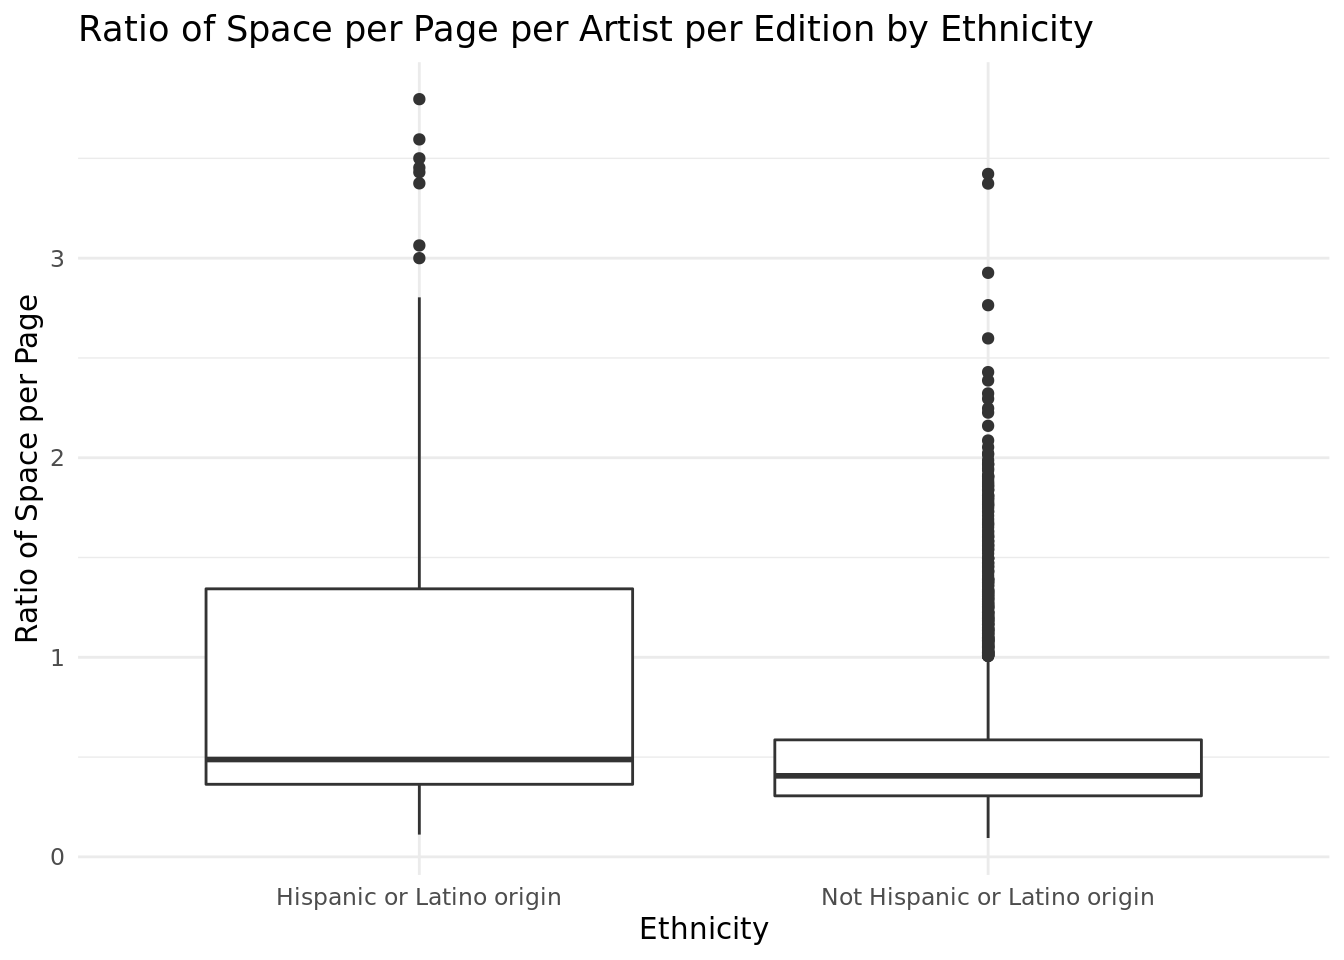 Ratio of Space per Page per Artist per Edition by Ethnicity
Ratio of Space per Page
3
2
1
0
Hispanic or Latino origin
Not Hispanic or Latino origin
Ethnicity